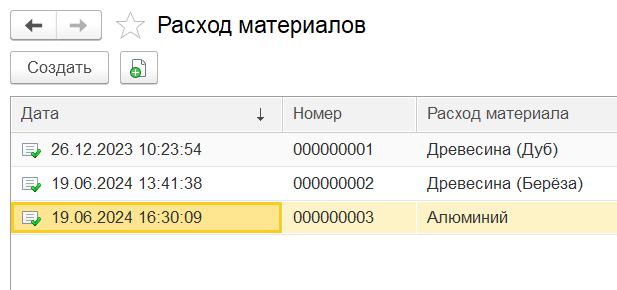 Расход материалов
Создать
Дата Номер Расход материала
26.12.2023 10:23:54 000000001 Древесина (Дуб)
19.06.2024 13:41:38 000000002 Древесина (Берёза)
19.06.2024 16:30:09 000000003 Алюминий